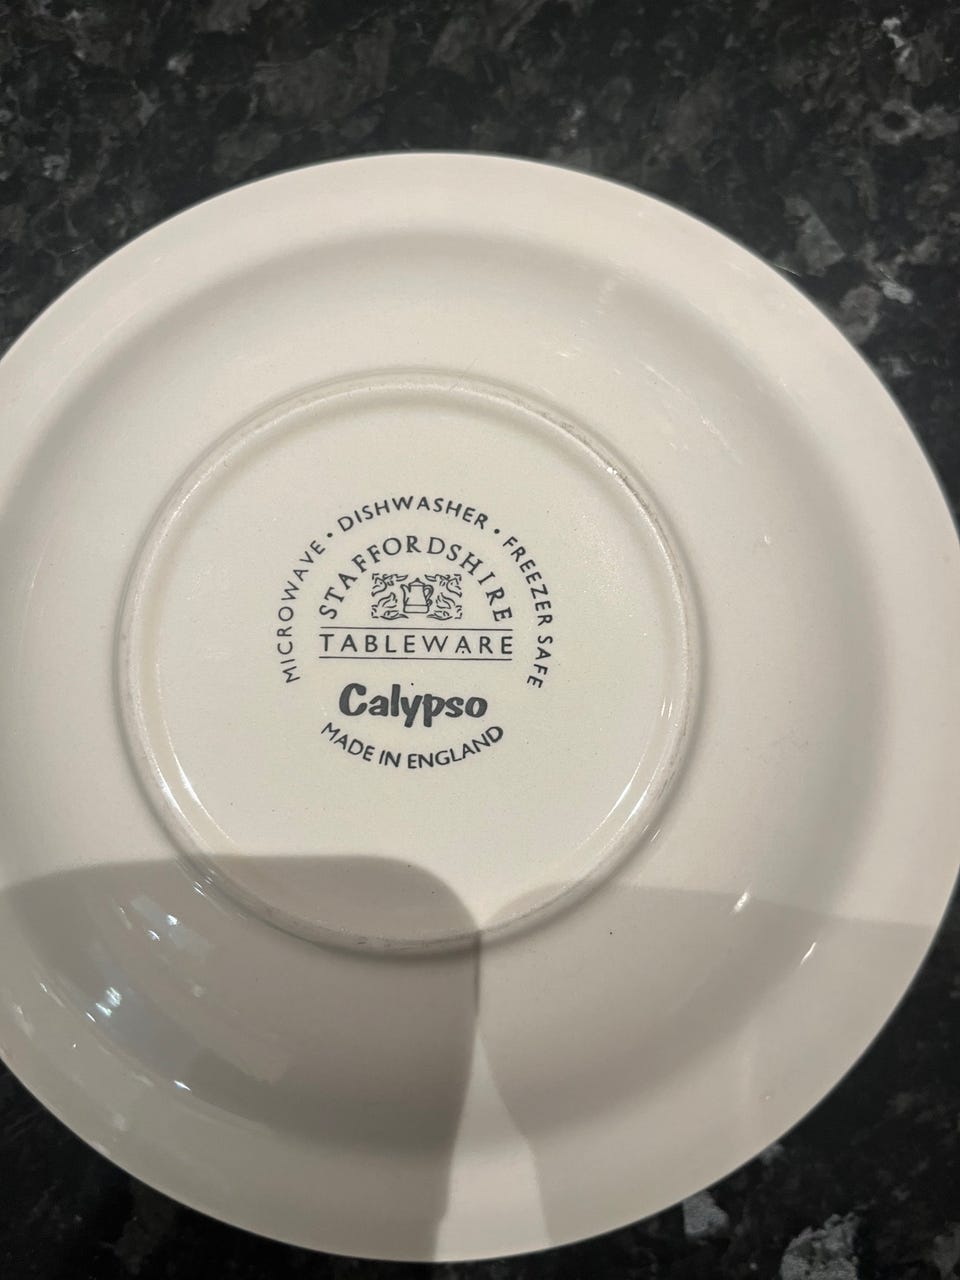 MICROWAVE • DISHWASHER • FREEZER SAFE
STAFFORDSHIRE
TABLEWARE
Calypso
MADE IN ENGLAND